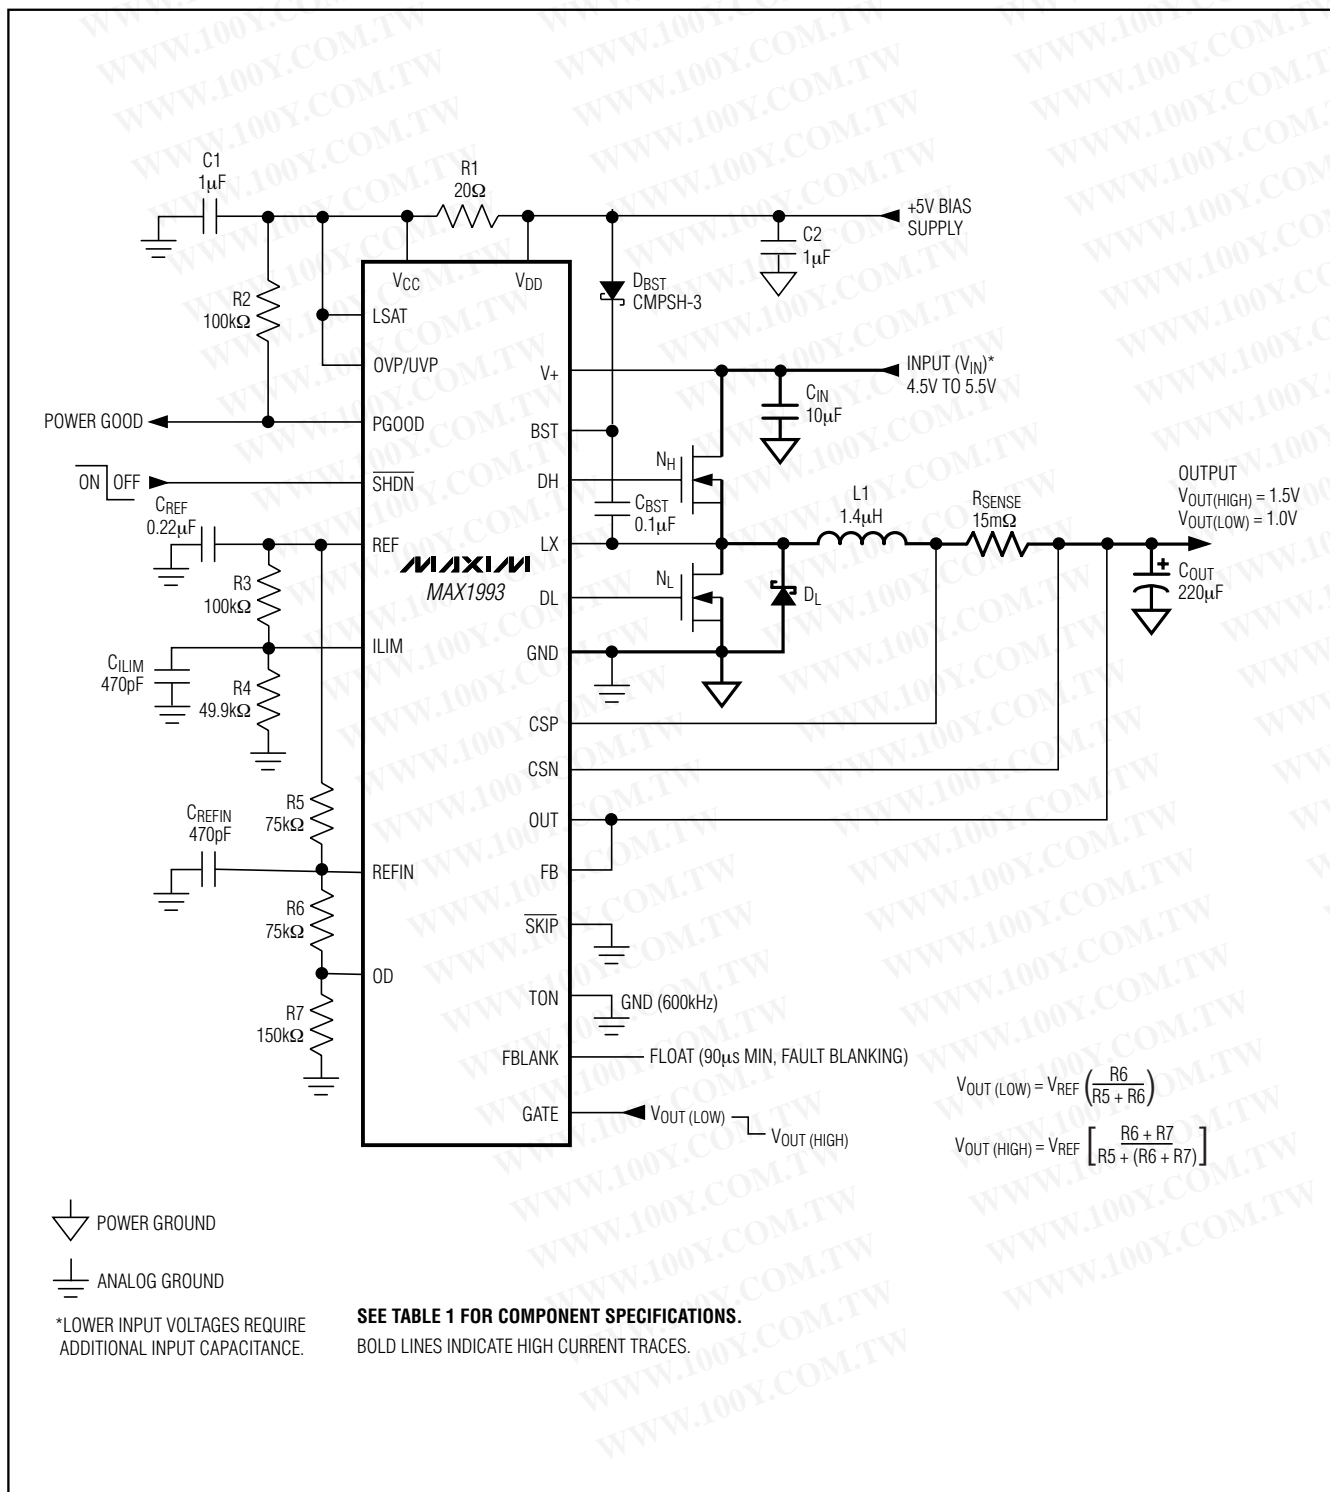 C1
1µF
R1
20Ω
+5V BIAS
SUPPLY
C2
1µF
VCC
VDD
DBST
CMPSH-3
R2
100kΩ
LSAT
OVP/UVP
V+
INPUT (VIN)*
4.5V TO 5.5V
CIN
10µF
POWER GOOD
PGOOD
BST
ON OFF
SHDN
DH
NH
CREF
0.22µF
CBST
0.1µF
L1
1.4µH
RSENSE
15mΩ
OUTPUT
VOUT(HIGH) = 1.5V
VOUT(LOW) = 1.0V
REF
LX
MAXIM
MAX1993
R3
100kΩ
DL
NL
DL
COUT
220µF
CILIM
470pF
ILIM
GND
R4
49.9kΩ
CSP
CSN
R5
75kΩ
CREFIN
470pF
OUT
REFIN
FB
R6
75kΩ
SKIP
OD
TON
GND (600kHz)
R7
150kΩ
FBLANK
FLOAT (90µs MIN, FAULT BLANKING)
GATE
VOUT (LOW)
VOUT (HIGH)
VOUT (LOW) = VREF (R6 / R5 + R6)
VOUT (HIGH) = VREF [R6 + R7 / R5 + (R6 + R7)]
POWER GROUND
ANALOG GROUND
*LOWER INPUT VOLTAGES REQUIRE
ADDITIONAL INPUT CAPACITANCE.
SEE TABLE 1 FOR COMPONENT SPECIFICATIONS.
BOLD LINES INDICATE HIGH CURRENT TRACES.
WWW.100Y.COM.TW